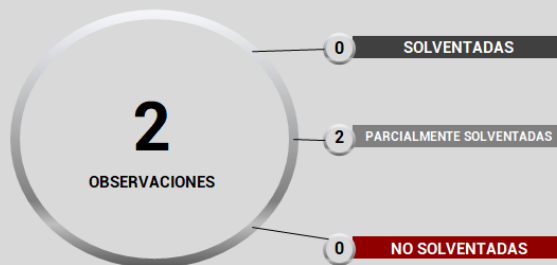 2
OBSERVACIONES
0 SOLVENTADAS
2 PARCIALMENTE SOLVENTADAS
0 NO SOLVENTADAS